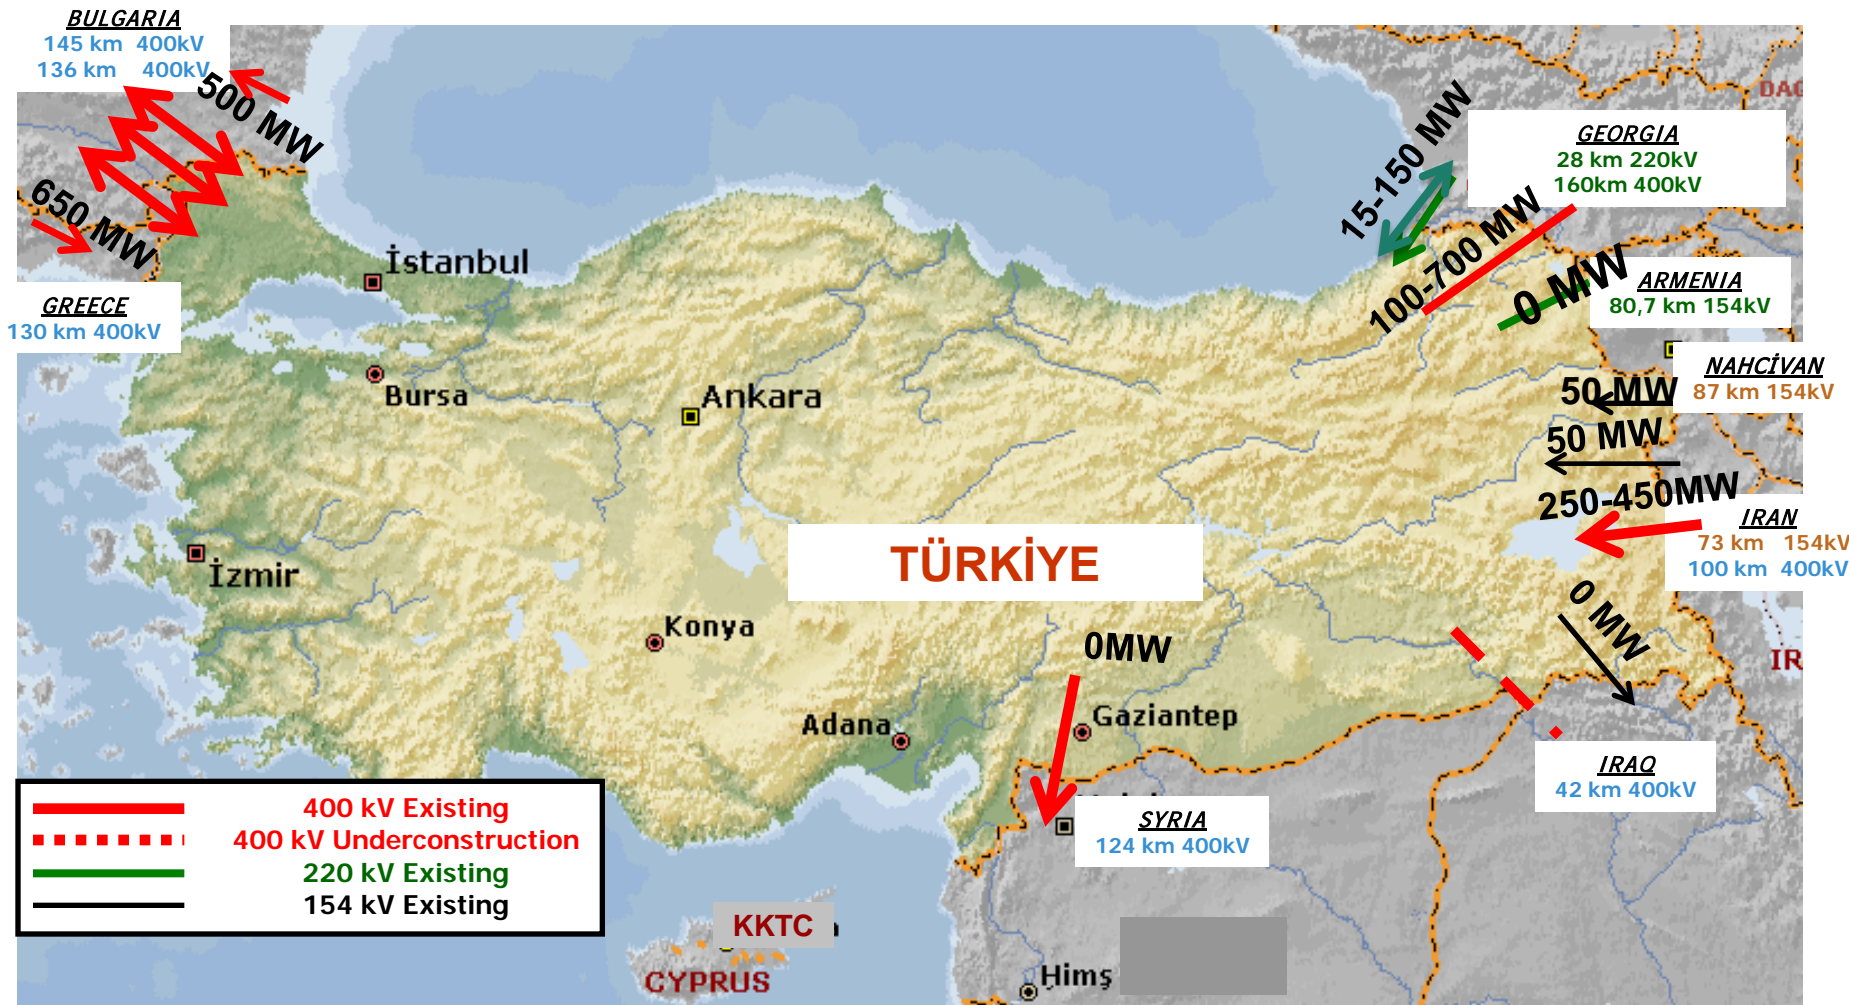 BULGARIA
145 km 400kV
136 km 400kV
500 MW
650 MW
GREECE
130 km 400kV
İstanbul
Bursa
Ankara
İzmir
Konya
Adana
Gaziantep
TÜRKİYE
15-150 MW
GEORGIA
28 km 220kV
160km 400kV
100-700 MW
0 MW
ARMENIA
80,7 km 154kV
NAHCİVAN
87 km 154kV
50 MW
50 MW
250-450MW
IRAN
73 km 154kV
100 km 400kV
0 MW
IR
0MW
IRAQ
42 km 400kV
SYRIA
124 km 400kV
400 kV Existing
400 kV Underconstruction
220 kV Existing
154 kV Existing
KKTC
CYPRUS
Ḥimş
DAG